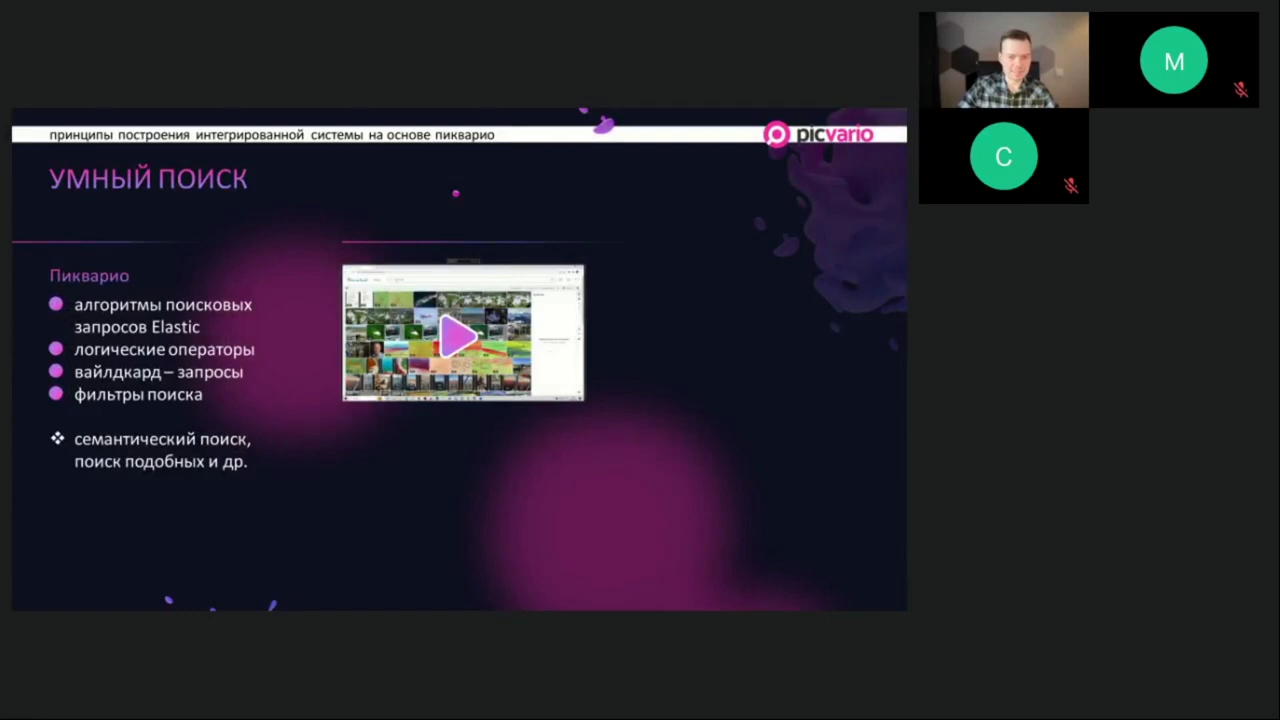 принципы построения интегрированной системы на основе пикварио
picvario
УМНЫЙ ПОИСК
Пикварио
алгоритмы поисковых
запросов Elastic
логические операторы
вайлдкард – запросы
фильтры поиска
семантический поиск,
поиск подобных и др.
М
С